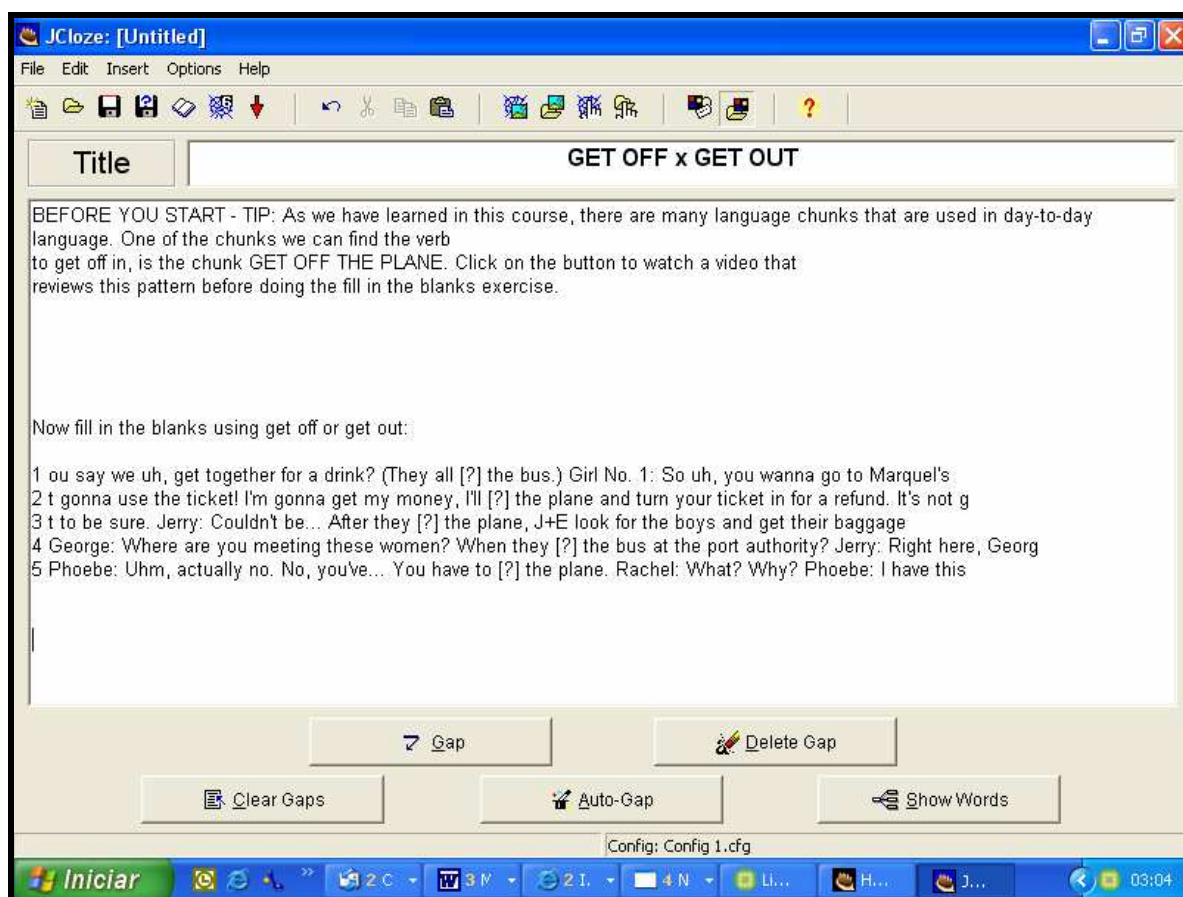 JCloze: [Untitled]
File Edit Insert Options Help
Title
GET OFF x GET OUT
BEFORE YOU START - TIP: As we have learned in this course, there are many language chunks that are used in day-to-day
language. One of the chunks we can find the verb
to get off in, is the chunk GET OFF THE PLANE. Click on the button to watch a video that
reviews this pattern before doing the fill in the blanks exercise.
Now fill in the blanks using get off or get out:
1 ou say we uh, get together for a drink? (They all [?] the bus.) Girl No. 1: So uh, you wanna go to Marquel's
2 t gonna use the ticket! I'm gonna get my money, I'll [?] the plane and turn your ticket in for a refund. It's not g
3 t to be sure. Jerry: Couldn't be... After they [?] the plane, J+E look for the boys and get their baggage
4 George: Where are you meeting these women? When they [?] the bus at the port authority? Jerry: Right here, Georg
5 Phoebe: Uhm, actually no. No, you've... You have to [?] the plane. Rachel: What? Why? Phoebe: I have this
Gap
Delete Gap
Clear Gaps
Auto-Gap
Show Words
Config: Config 1.cfg
Iniciar
2 C
2 I.
4 N
Li...
H...
J...
03:04